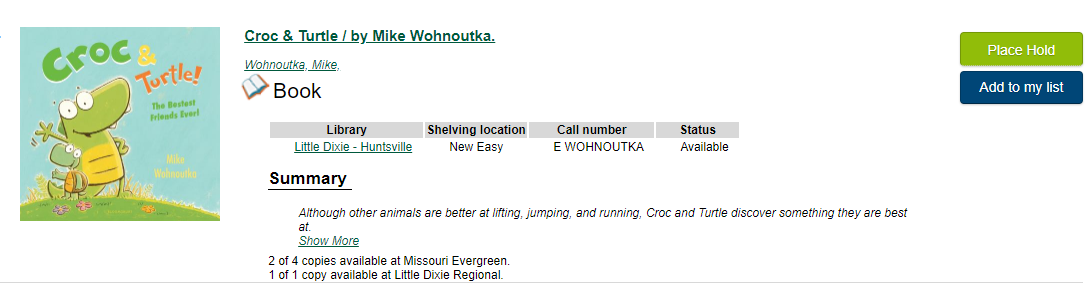 Croc
&
Turtle!
The Bestest
Friends Ever!
Mike
Wohnoutka
Croc & Turtle / by Mike Wohnoutka.
Wohnoutka, Mike,
Book
Place Hold
Add to my list
Library Shelving location Call number Status
Little Dixie - Huntsville New Easy E WOHNOUTKA Available
Summary
Although other animals are better at lifting, jumping, and running, Croc and Turtle discover something they are best
at.
Show More
2 of 4 copies available at Missouri Evergreen.
1 of 1 copy available at Little Dixie Regional.